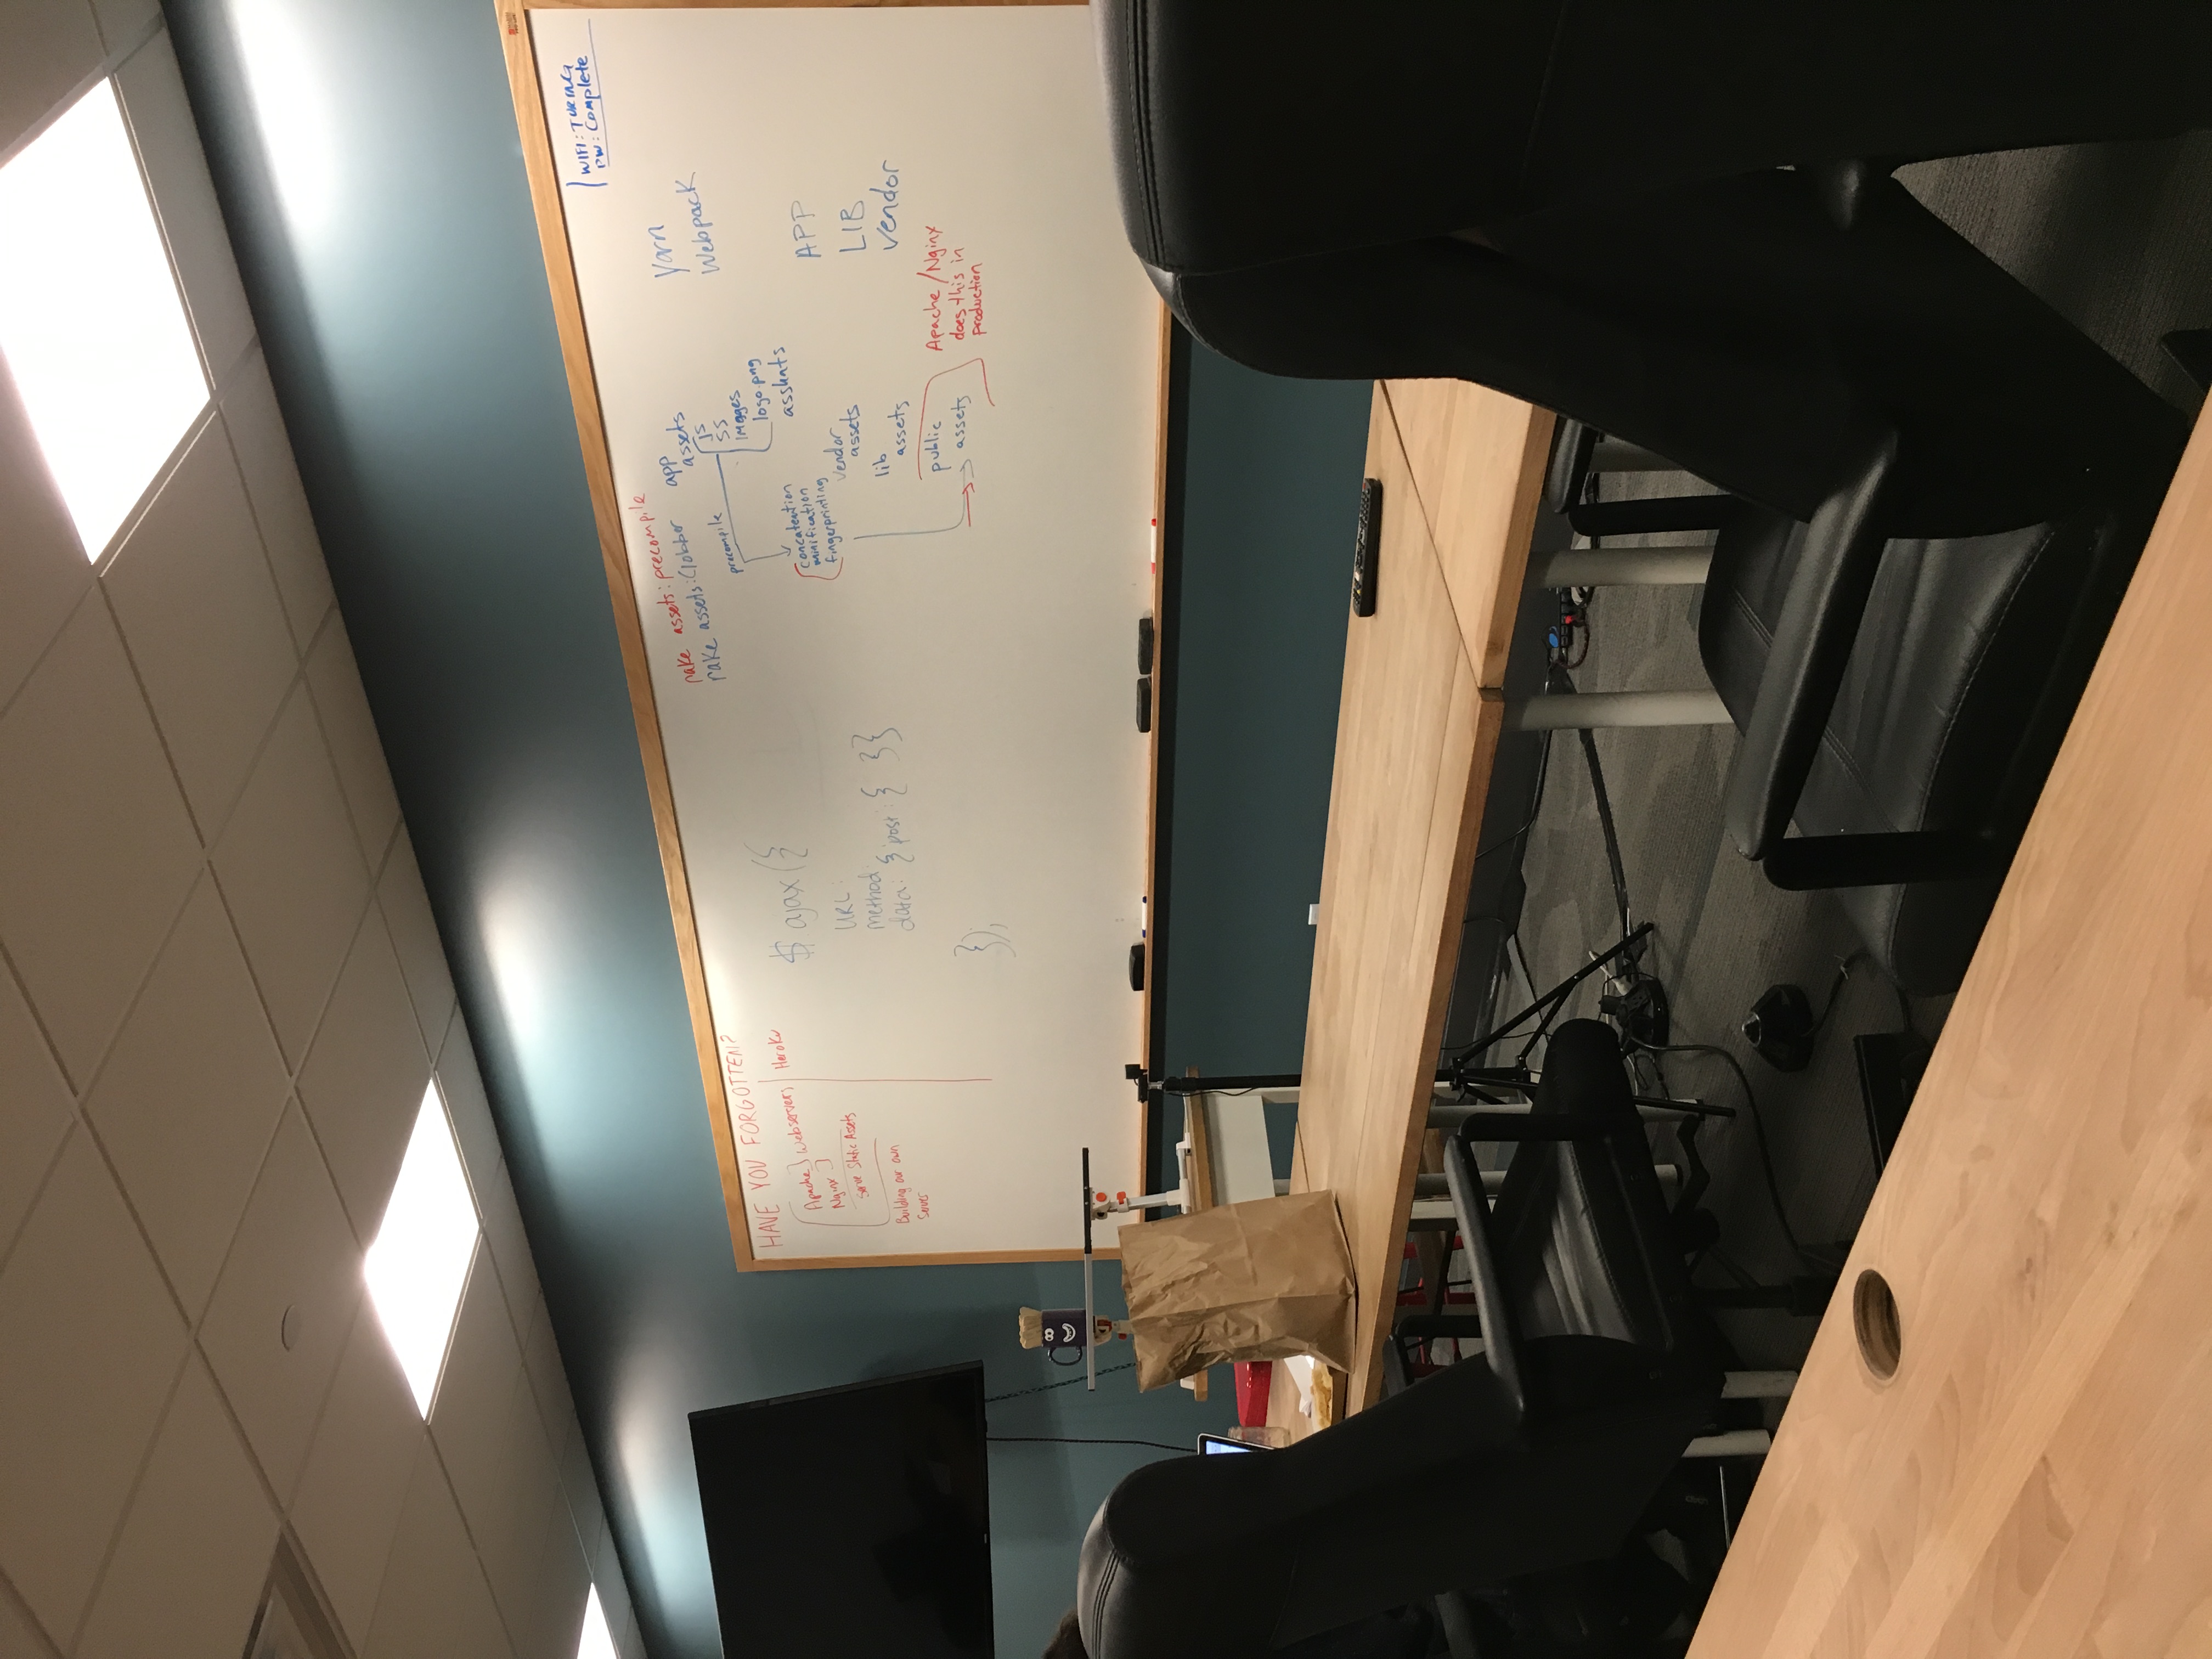 WIFI: TURING
PW: Complete
HAVE YOU FORGOTTEN?
Apache ] Webservers
Nginx ]
Serve Static Assets
Building our own
Server
Heroku
$ ajax({
URL:
method:
data: { post: { }}
});
rake assets:precompile
rake assets:clobber
app
assets
js
ss
images
logo.png
precompile
minification
fingerprinting
vendor
assets
lib
assets
public
assets
Apache/Nginx
does this in
production
Yarn
Webpack
APP
LIB
vendor